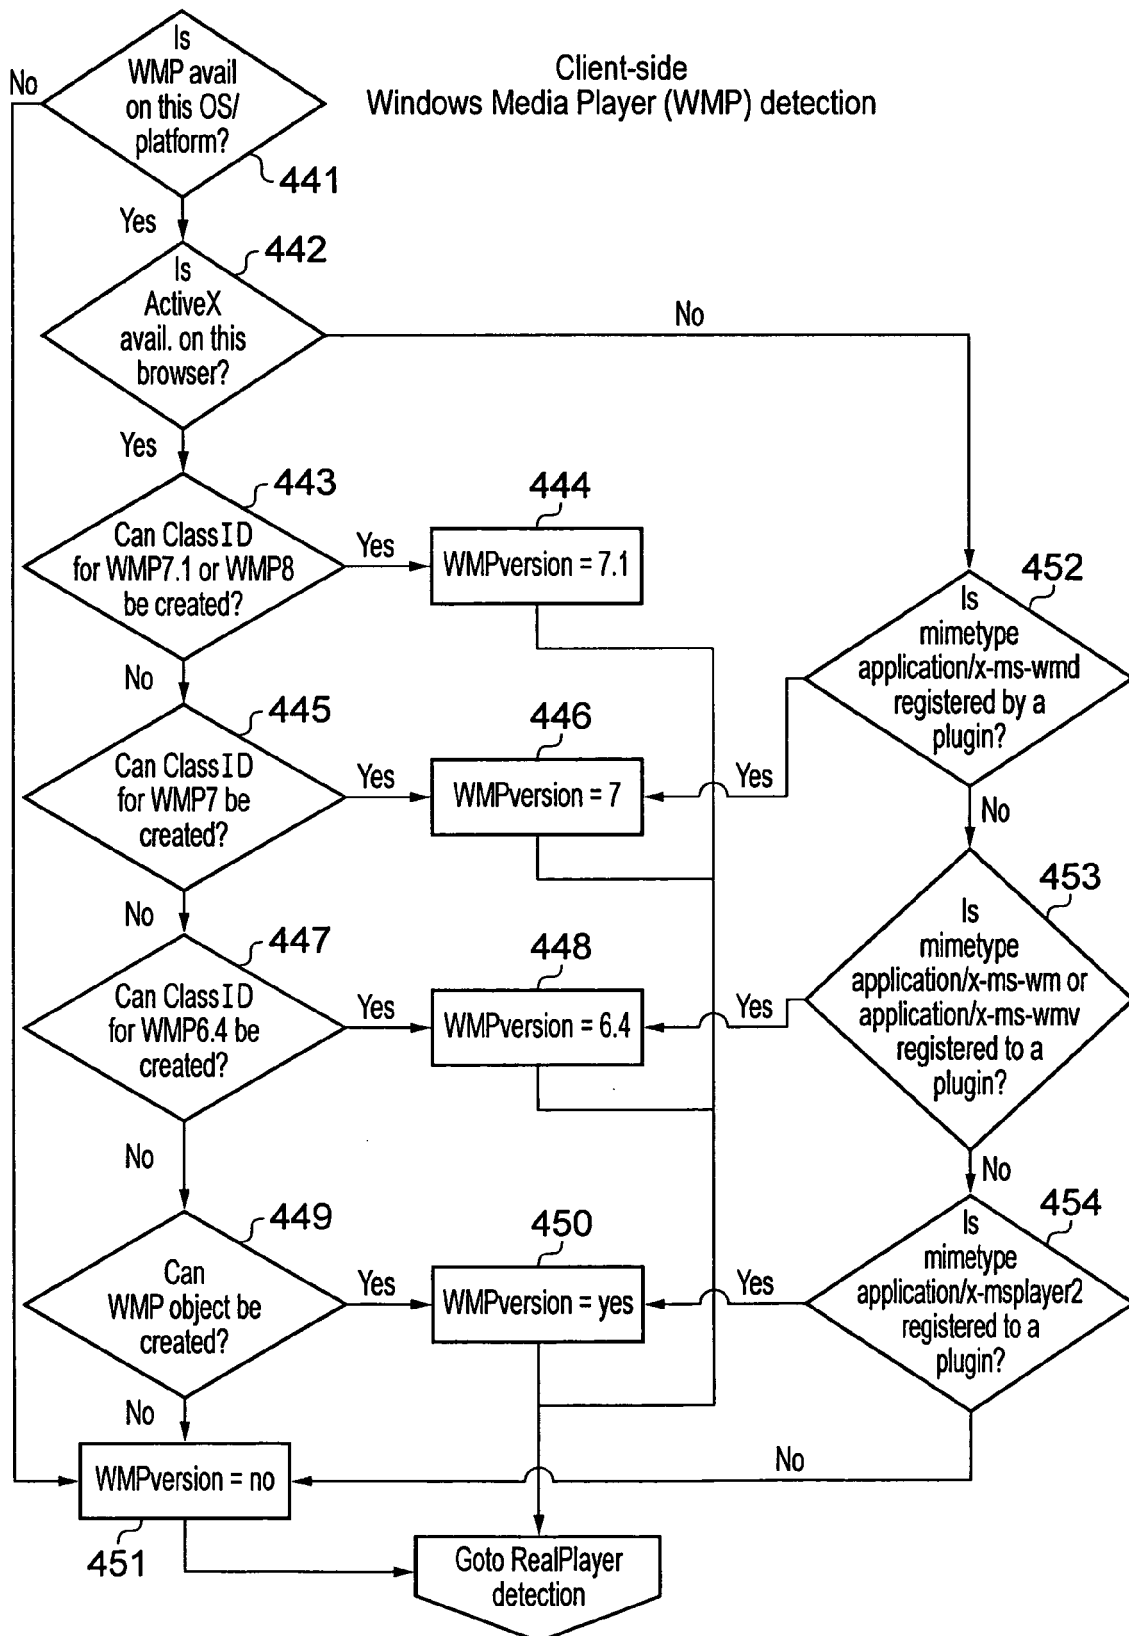 Is
WMP avail
on this OS/
platform?
No
Client-side
Windows Media Player (WMP) detection
441
Yes
442
Is
ActiveX
avail. on this
browser?
No
Yes
443
Can ClassID
for WMP7.1 or WMP8
be created?
Yes
444
WMPversion = 7.1
452
Is
mimetype
application/x-ms-wmd
registered by a
plugin?
No
445
Can ClassID
for WMP7 be
created?
Yes
446
WMPversion = 7
Yes
No
No
453
Is
mimetype
application/x-ms-wm or
application/x-ms-wmv
registered to a
plugin?
447
Can ClassID
for WMP6.4 be
created?
Yes
448
WMPversion = 6.4
Yes
No
No
449
Can
WMP object be
created?
Yes
450
WMPversion = yes
Yes
454
Is
mimetype
application/x-msplayer2
registered to a
plugin?
No
WMPversion = no
No
451
Goto RealPlayer
detection